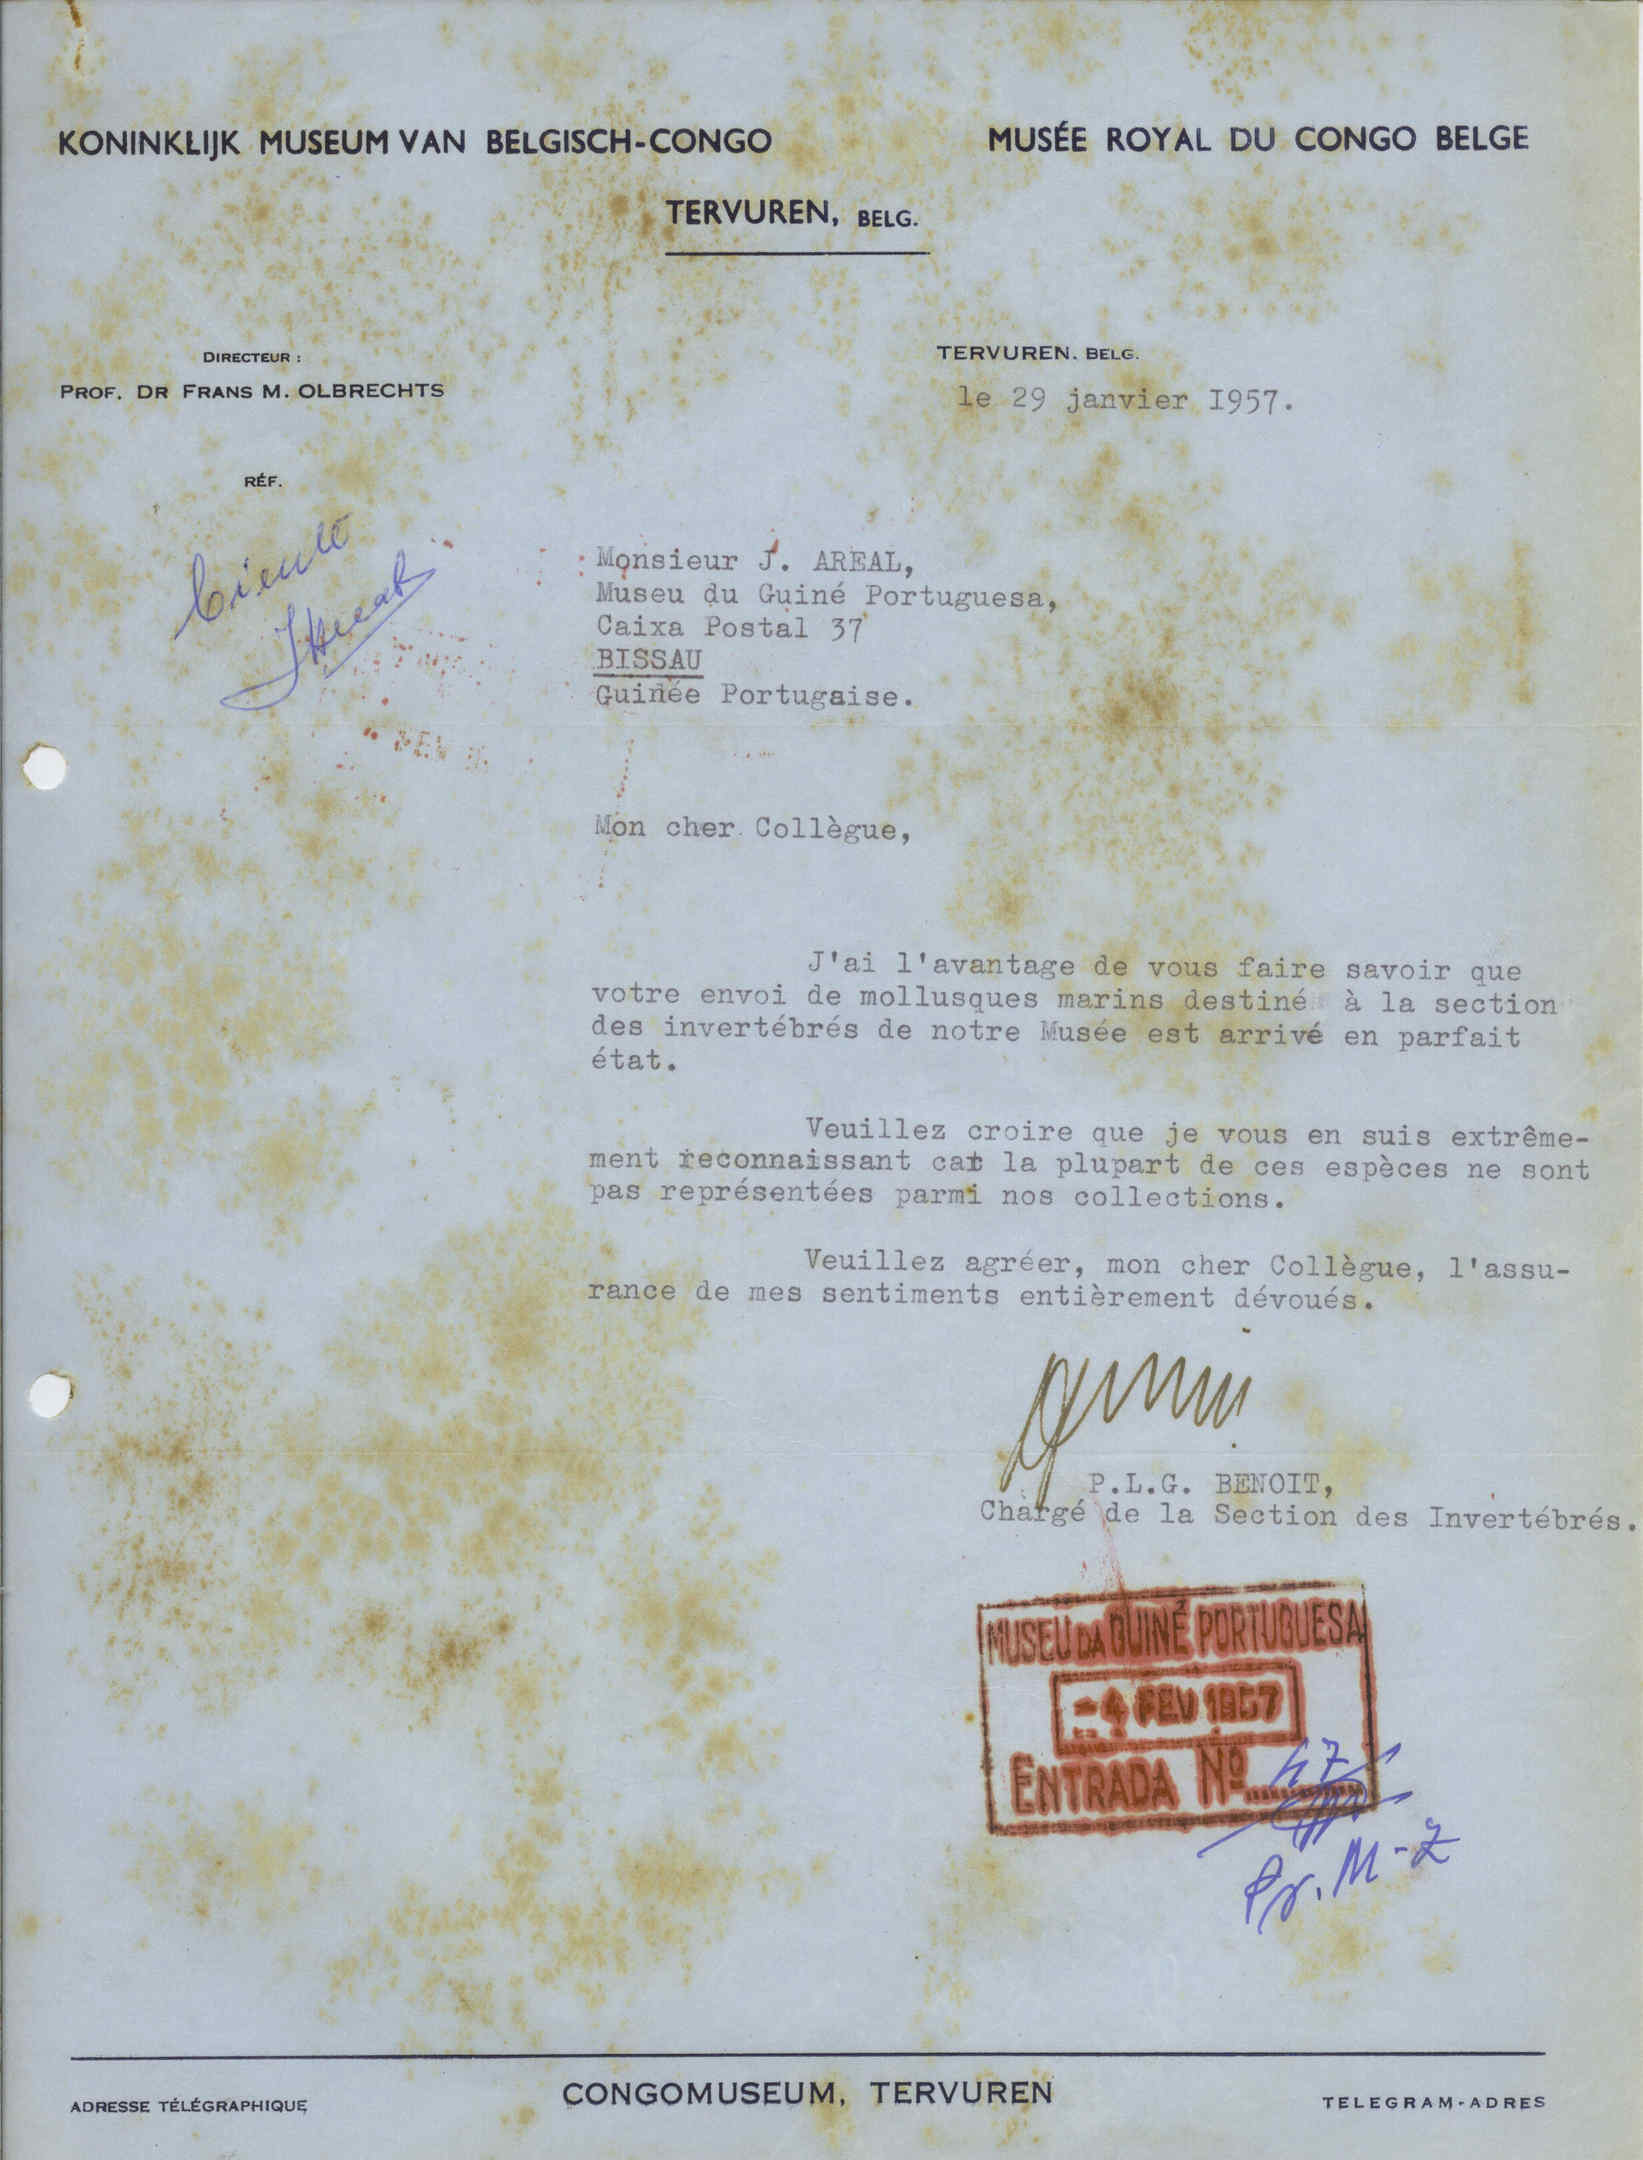 KONINKLIJK MUSEUM VAN BELGISCH-CONGO
MUSÉE ROYAL DU CONGO BELGE
TERVUREN, BELG.
DIRECTEUR :
PROF. DR FRANS M. OLBRECHTS
TERVUREN. BELG.
le 29 janvier I957.
RÉF.
Ciente
JAreal
Monsieur J. AREAL,
Museu du Guiné Portuguesa,
Caixa Postal 37
BISSAU
Guinée Portugaise.
Mon cher Collègue,
J'ai l'avantage de vous faire savoir que
votre envoi de mollusques marins destiné à la section
des invertébrés de notre Musée est arrivé en parfait
état.
Veuillez croire que je vous en suis extrême-
ment reconnaissant car la plupart de ces espèces ne sont
pas représentées parmi nos collections.
Veuillez agréer, mon cher Collègue, l'assu-
rance de mes sentiments entièrement dévoués.
P.L.G. BENOIT,
Chargé de la Section des Invertébrés.
MUSEU DA GUINÉ PORTUGUESA
-4 FEV 1957
ENTRADA Nº 47
Pr. M-Z
ADRESSE TÉLÉGRAPHIQUE
CONGOMUSEUM, TERVUREN
TELEGRAM-ADRES